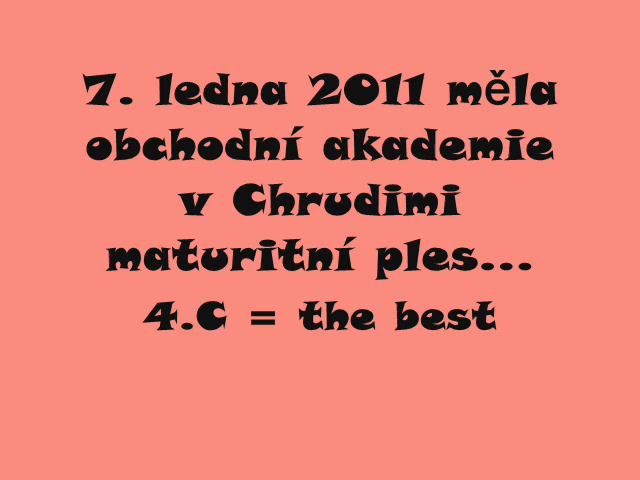 7. ledna 2011 měla
obchodní akademie
v Chrudimi
maturitní ples...
4.C = the best